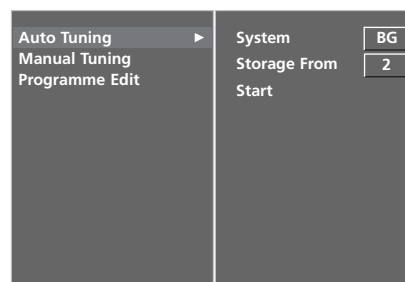 Auto Tuning ►
Manual Tuning
Programme Edit
System BG
Storage From 2
Start